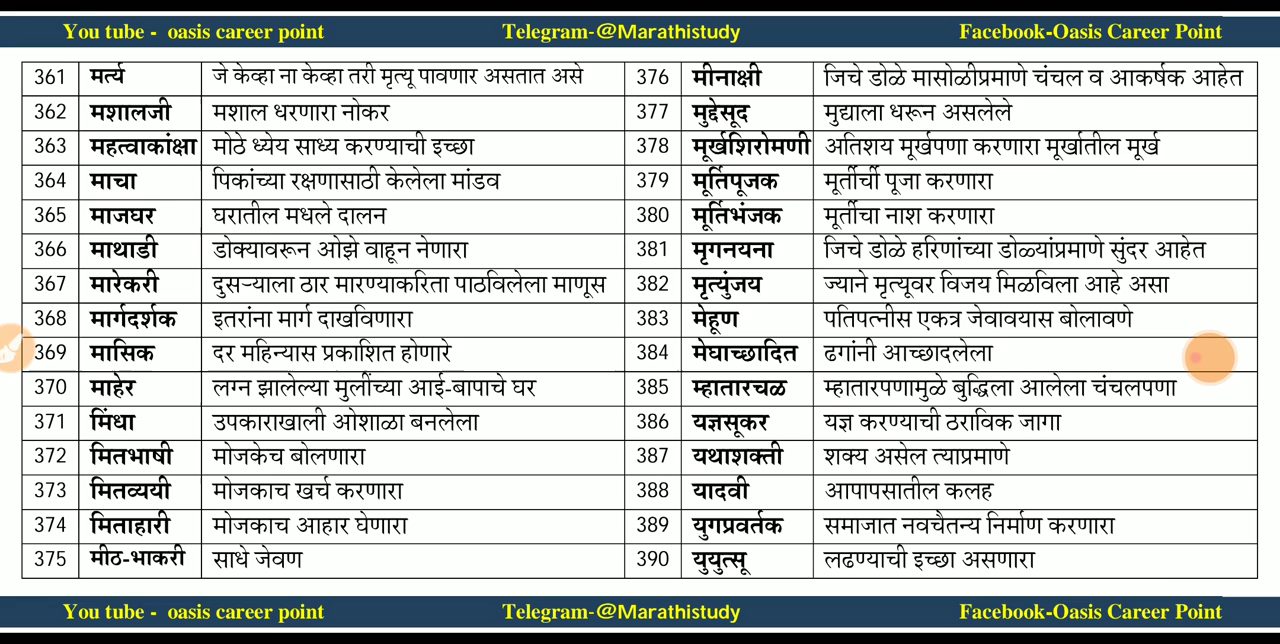 You tube - oasis career point Telegram-@Marathistudy Facebook-Oasis Career Point
361 मर्त्य जे केव्हा ना केव्हा तरी मृत्यू पावणार असतात असे
362 मशालजी मशाल धरणारा नोकर
363 महत्वाकांक्षा मोठे ध्येय साध्य करण्याची इच्छा
364 माचा पिकांच्या रक्षणासाठी केलेला मांडव
365 माजघर घरातील मधले दालन
366 माथाडी डोक्यावरून ओझे वाहून नेणारा
367 मारेकरी दुसऱ्याला ठार मारण्याकरिता पाठविलेला माणूस
368 मार्गदर्शक इतरांना मार्ग दाखविणारा
369 मासिक दर महिन्यास प्रकाशित होणारे
370 माहेर लग्न झालेल्या मुलींच्या आई-बापाचे घर
371 मिंधा उपकाराखाली ओशाळा बनलेला
372 मितभाषी मोजकेच बोलणारा
373 मितव्ययी मोजकाच खर्च करणारा
374 मिताहारी मोजकाच आहार घेणारा
375 मीठ-भाकरी साधे जेवण
376 मीनाक्षी जिचे डोळे मासोळीप्रमाणे चंचल व आकर्षक आहेत
377 मुद्देसूद मुद्याला धरून असलेले
378 मूर्खशिरोमणी अतिशय मूर्खपणा करणारा मूर्खातील मूर्ख
379 मूर्तिपूजक मूर्तीची पूजा करणारा
380 मूर्तिभंजक मूर्तीचा नाश करणारा
381 मृगनयना जिचे डोळे हरिणांच्या डोळ्यांप्रमाणे सुंदर आहेत
382 मृत्युंजय ज्याने मृत्यूवर विजय मिळविला आहे असा
383 मेहूण पतिपत्नीस एकत्र जेवावयास बोलावणे
384 मेघाच्छादित ढगांनी आच्छादलेला
385 म्हातारचळ म्हातारपणामुळे बुद्धिला आलेला चंचलपणा
386 यज्ञसूकर यज्ञ करण्याची ठराविक जागा
387 यथाशक्ती शक्य असेल त्याप्रमाणे
388 यादवी आपापसातील कलह
389 युगप्रवर्तक समाजात नवचैतन्य निर्माण करणारा
390 युयुत्सू लढण्याची इच्छा असणारा
You tube - oasis career point Telegram-@Marathistudy Facebook-Oasis Career Point